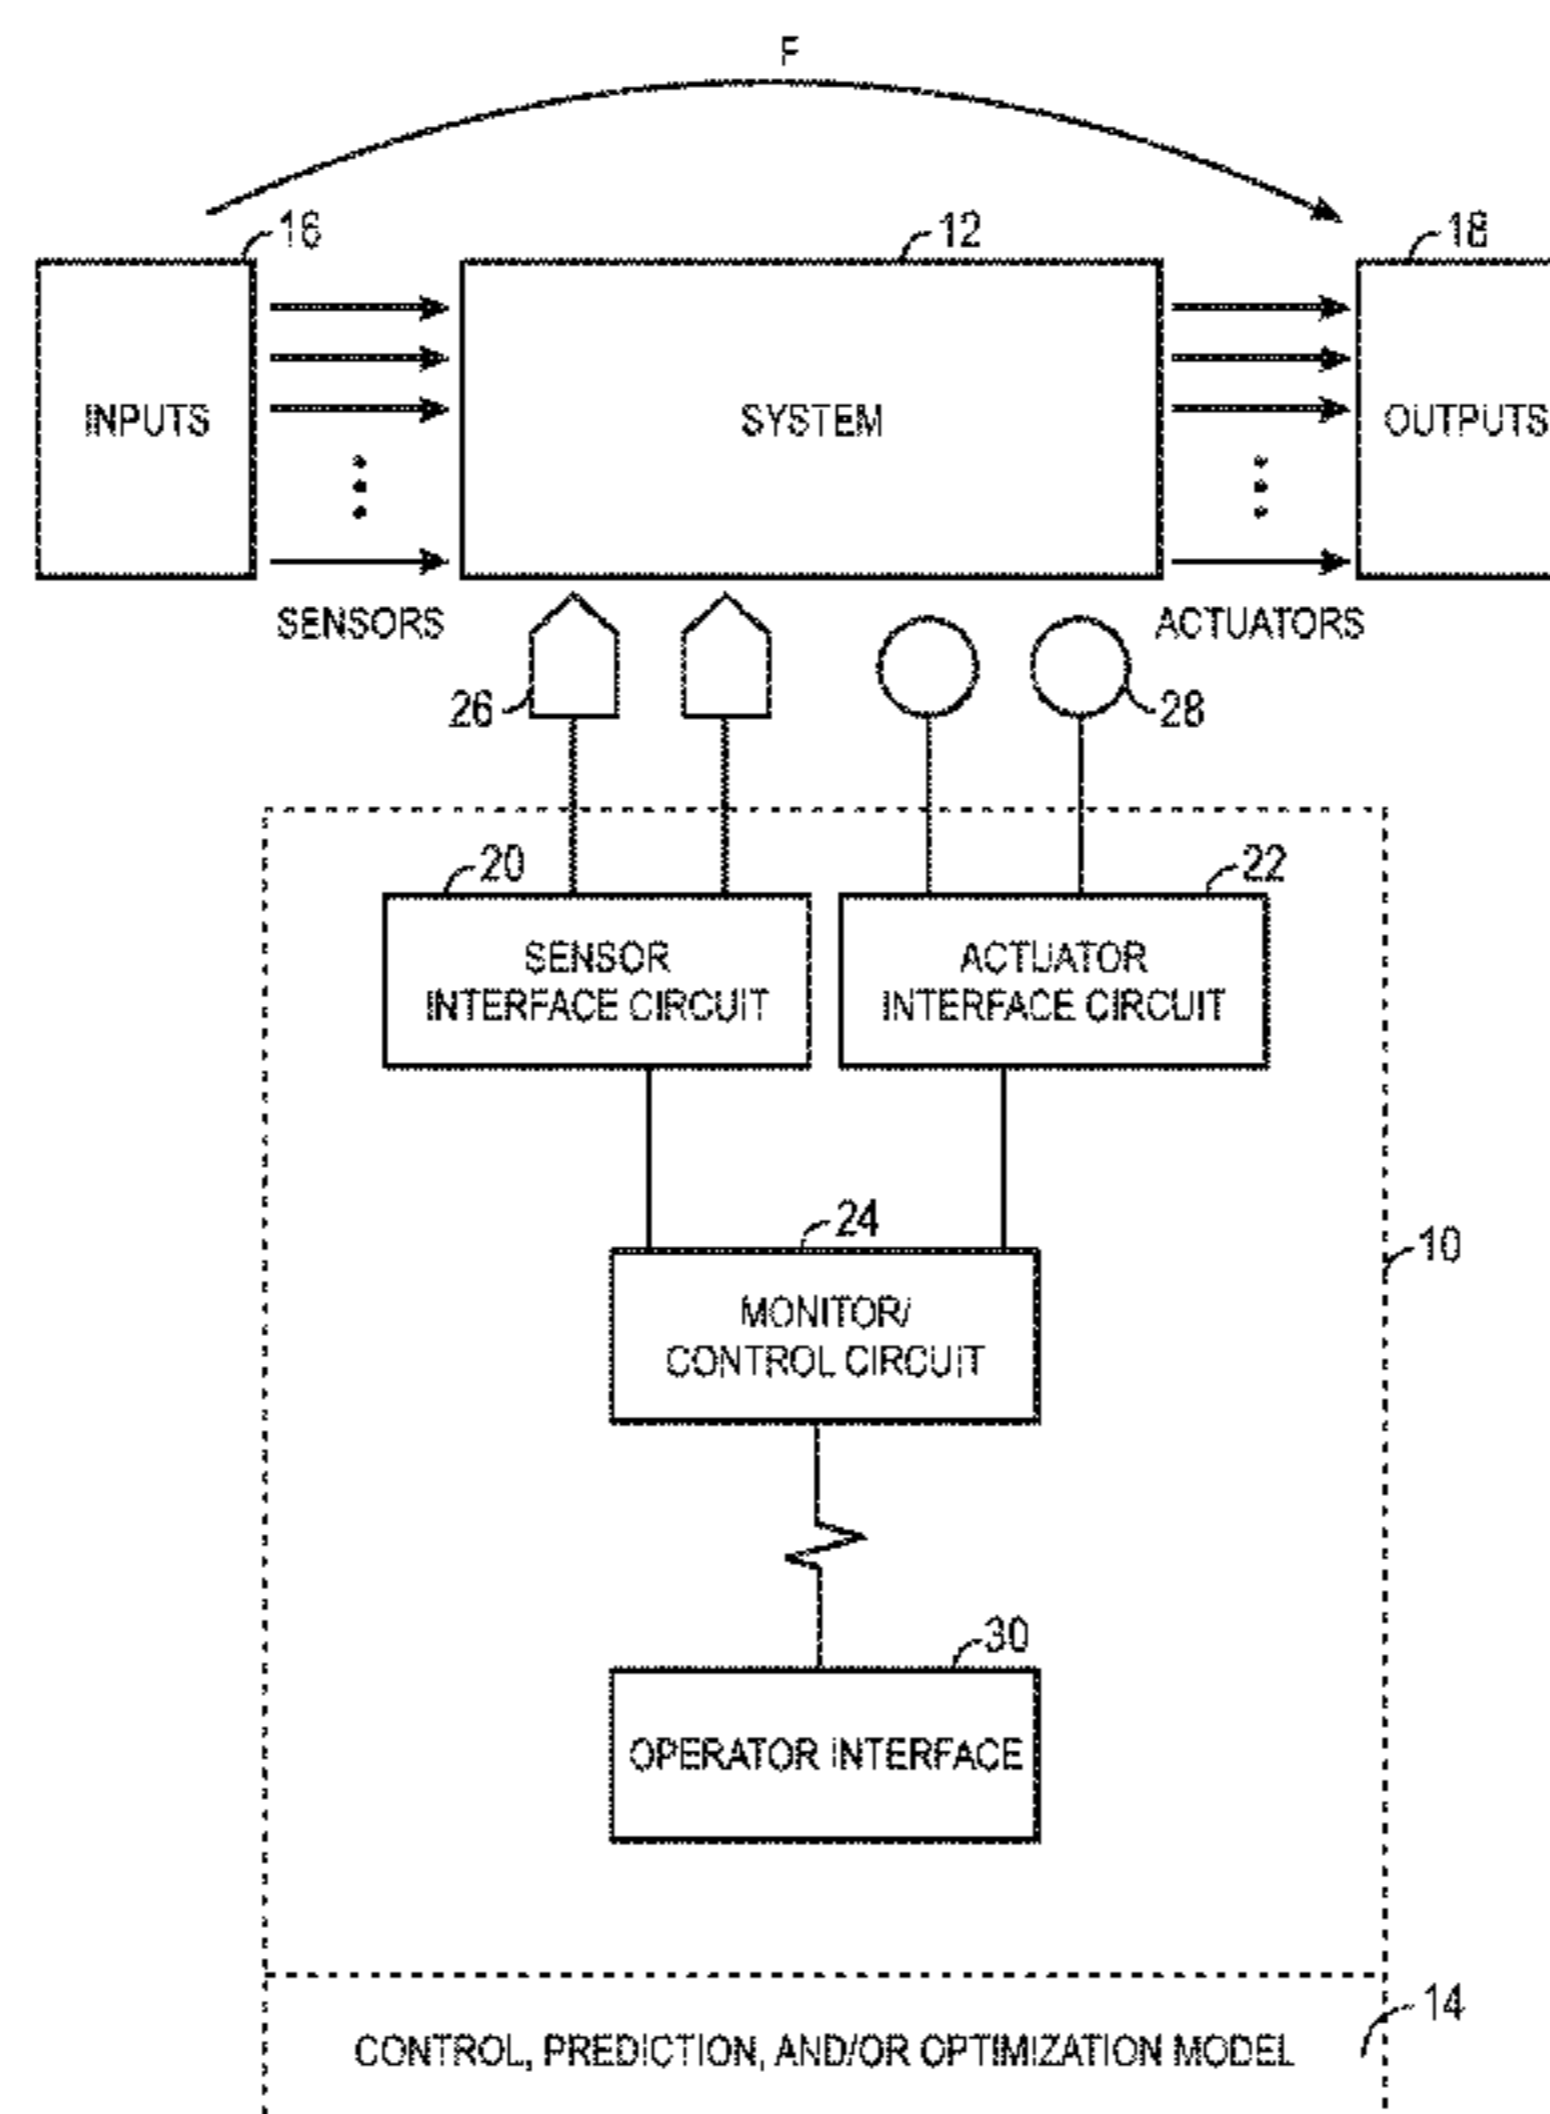 F
16
12
18
INPUTS
SYSTEM
OUTPUTS
SENSORS
ACTUATORS
26
28
20
22
SENSOR
INTERFACE CIRCUIT
ACTUATOR
INTERFACE CIRCUIT
24
10
MONITOR/
CONTROL CIRCUIT
30
OPERATOR INTERFACE
14
CONTROL, PREDICTION, AND/OR OPTIMIZATION MODEL